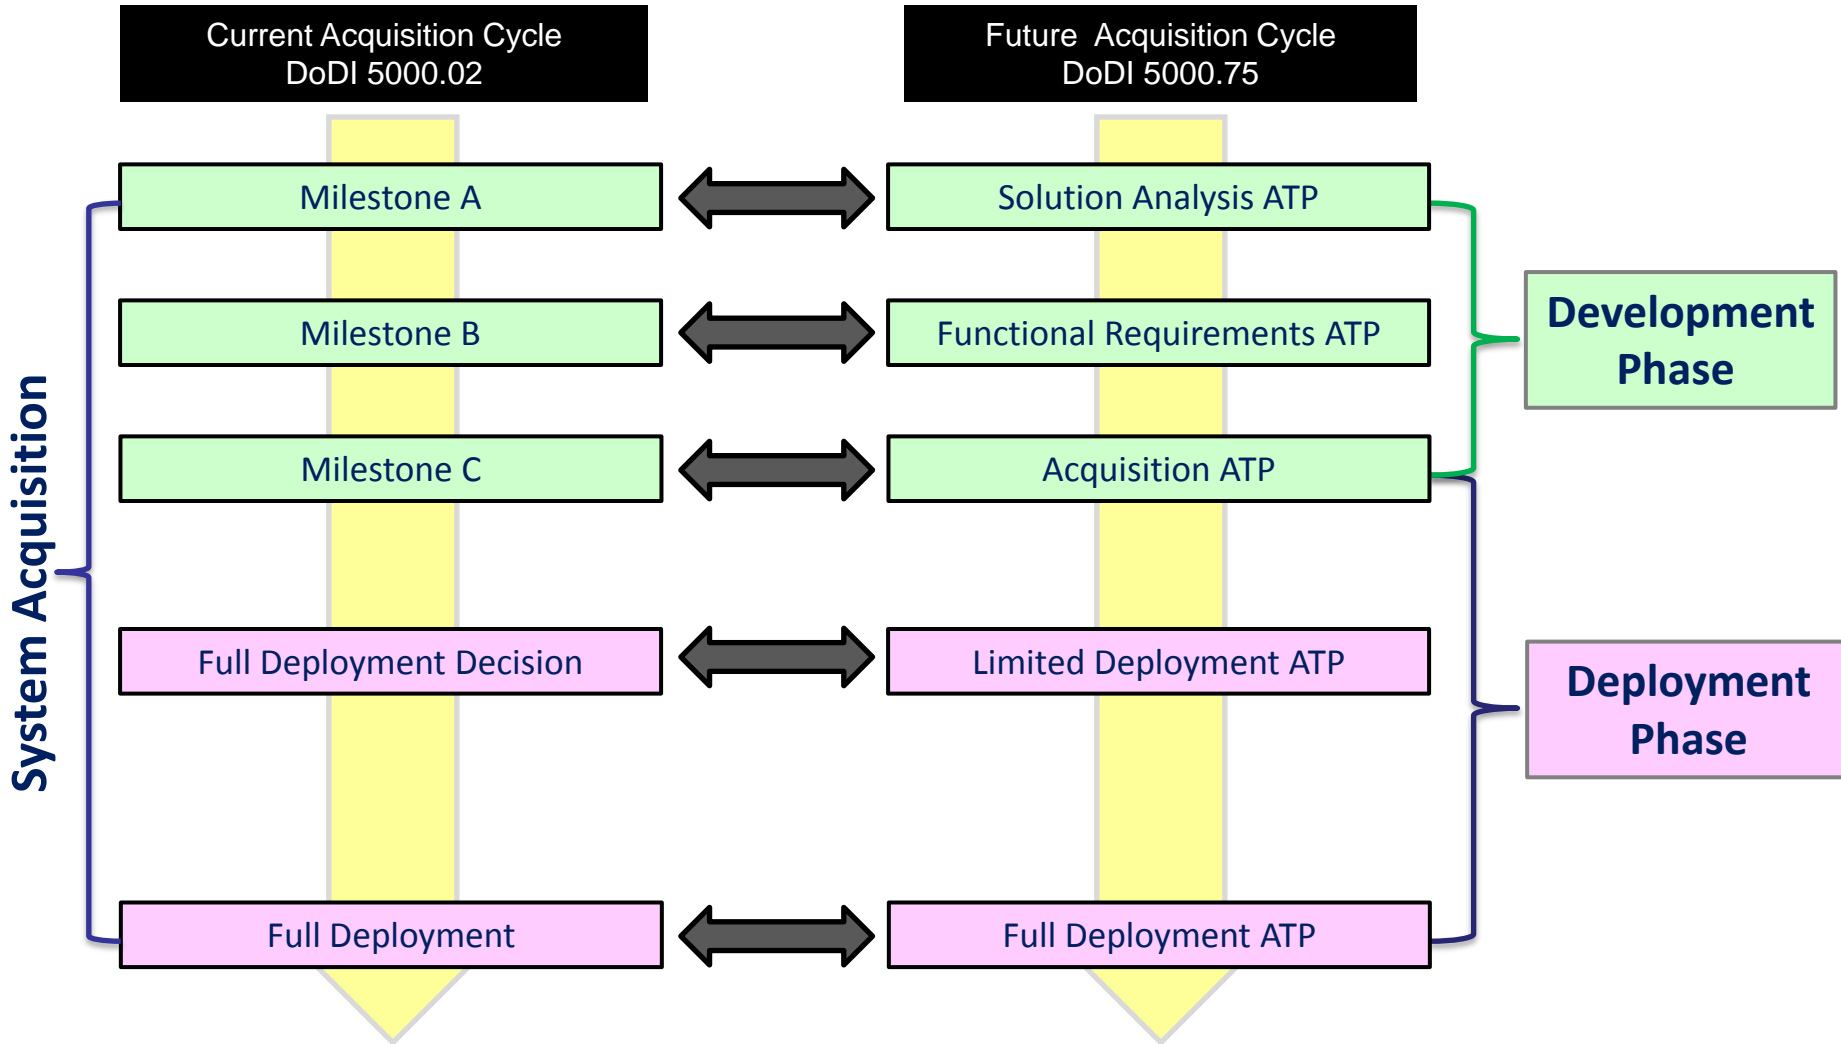 Current Acquisition Cycle
DoDI 5000.02
Future Acquisition Cycle
DoDI 5000.75
System Acquisition
Milestone A
Solution Analysis ATP
Milestone B
Functional Requirements ATP
Milestone C
Acquisition ATP
Full Deployment Decision
Limited Deployment ATP
Full Deployment
Full Deployment ATP
Development
Phase
Deployment
Phase